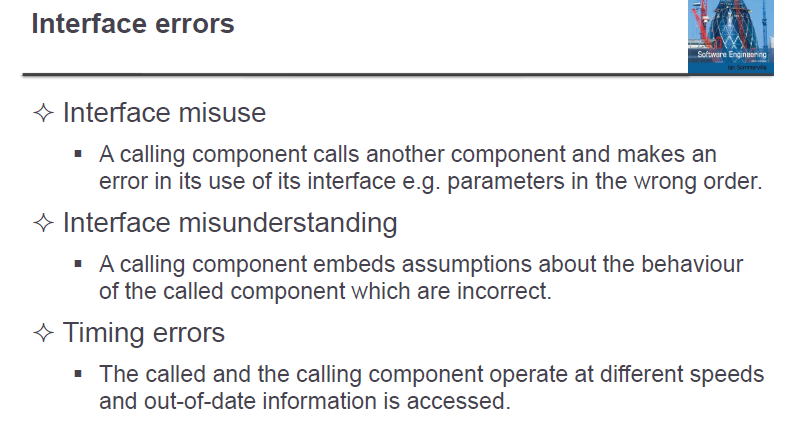 Interface errors
Software Engineering
Ian Sommerville
✧ Interface misuse
▪ A calling component calls another component and makes an
error in its use of its interface e.g. parameters in the wrong order.
✧ Interface misunderstanding
▪ A calling component embeds assumptions about the behaviour
of the called component which are incorrect.
✧ Timing errors
▪ The called and the calling component operate at different speeds
and out-of-date information is accessed.